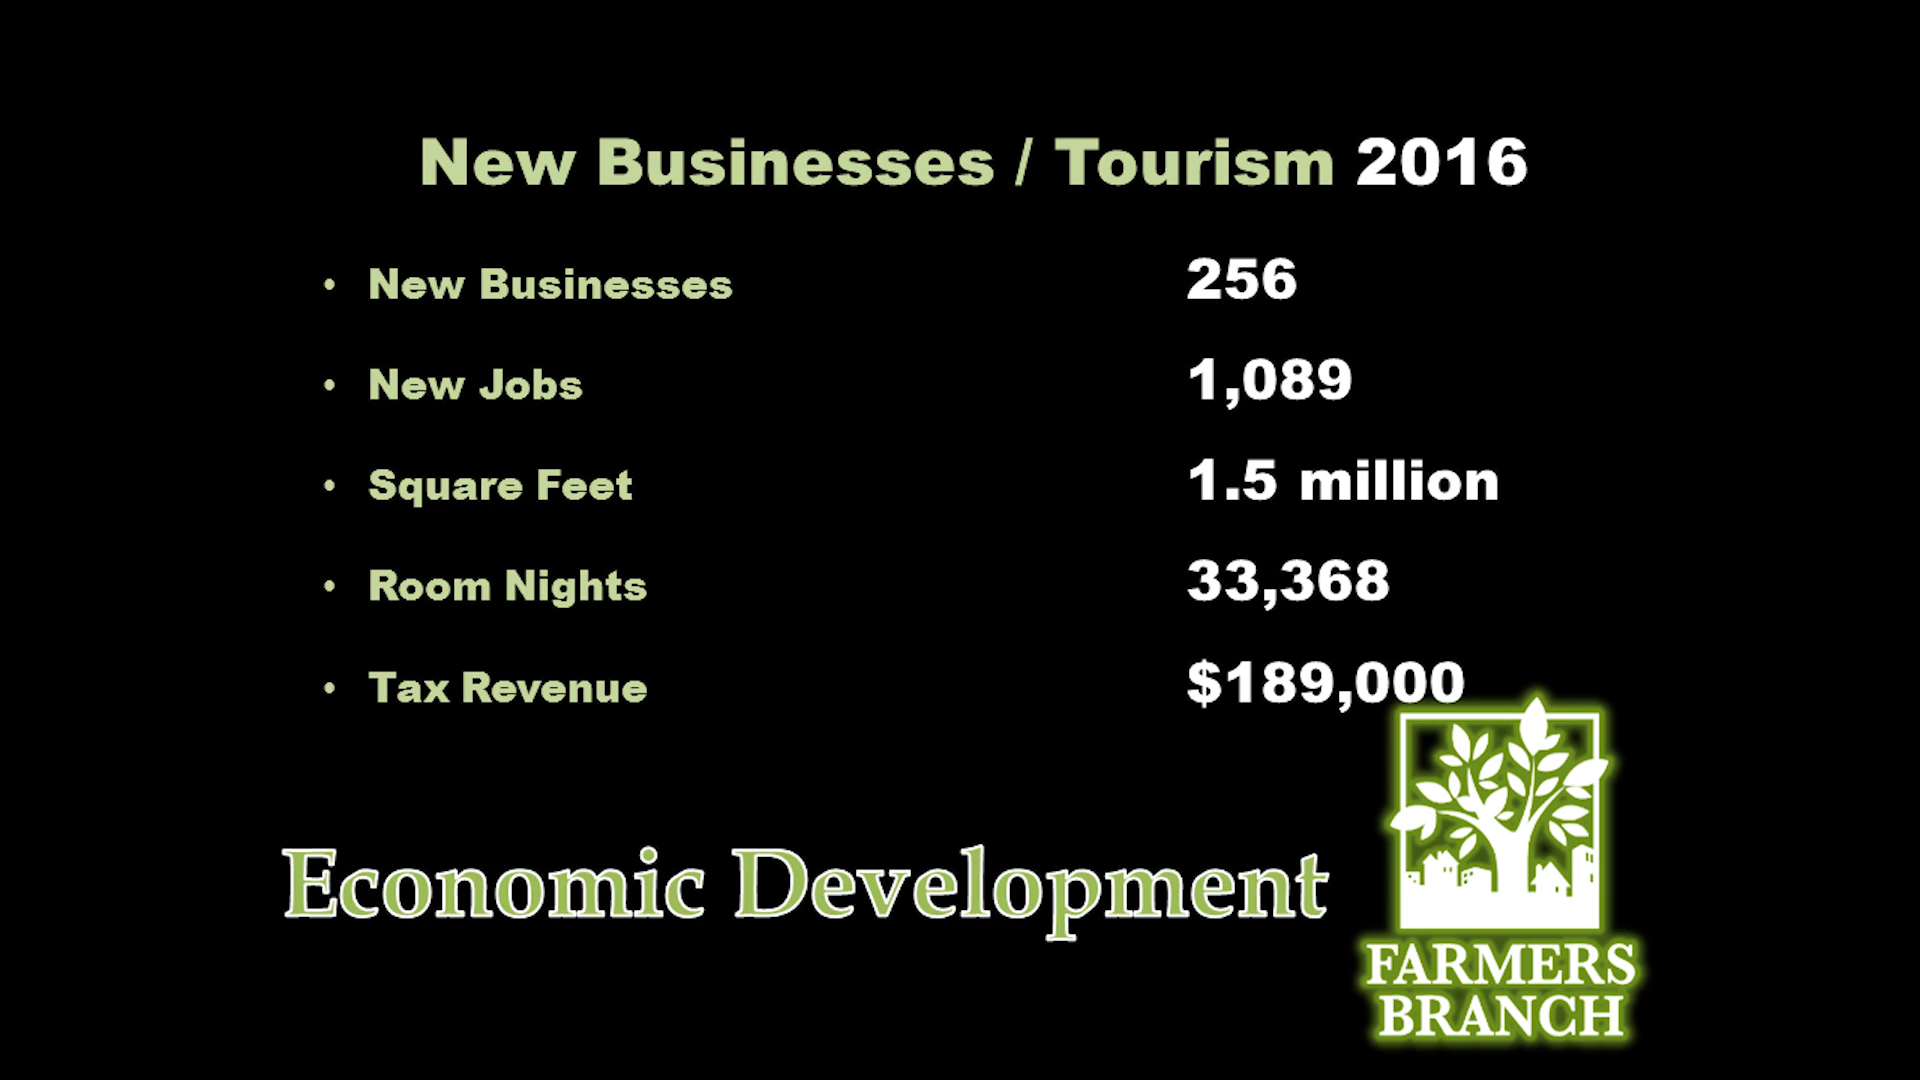 New Businesses / Tourism 2016
• New Businesses 256
• New Jobs 1,089
• Square Feet 1.5 million
• Room Nights 33,368
• Tax Revenue $189,000
Economic Development
FARMERS
BRANCH